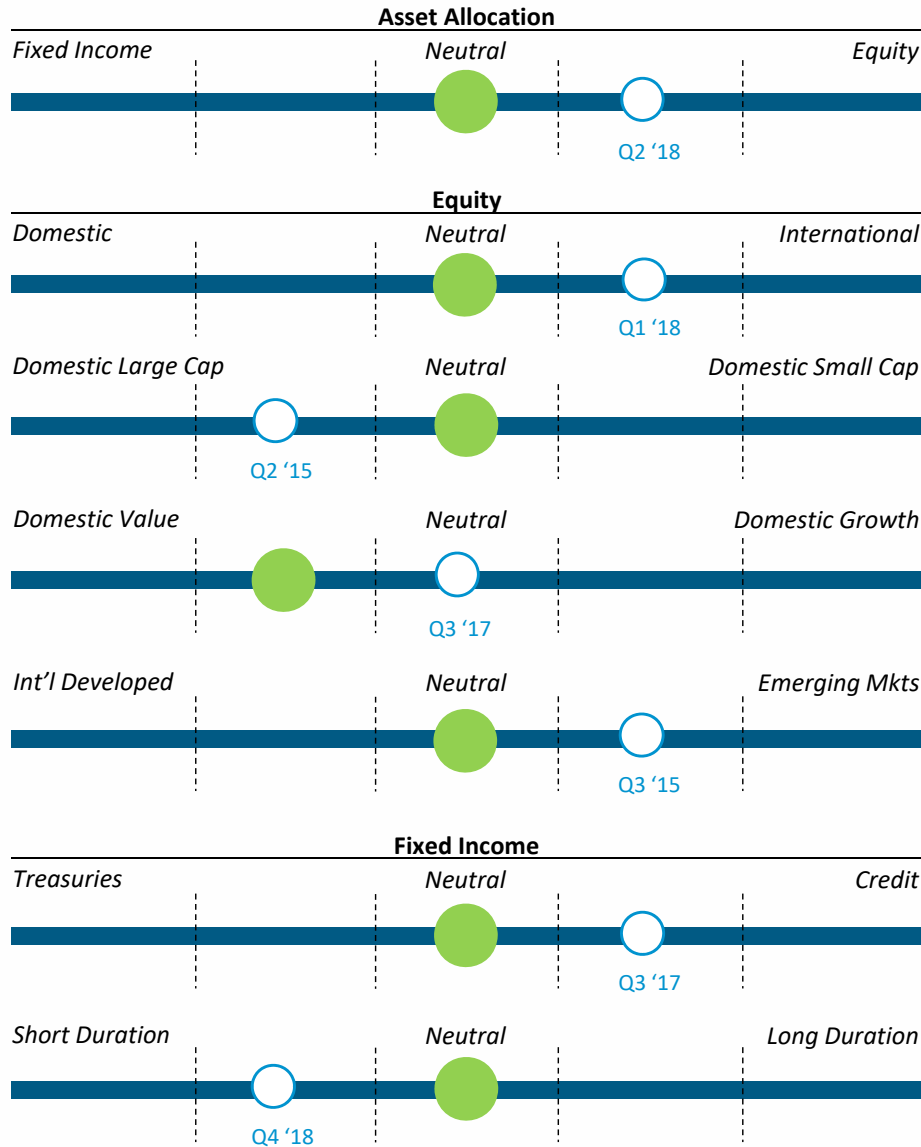 Asset Allocation
Fixed Income Neutral Equity
Q2 ‘18
Equity
Domestic Neutral International
Q1 ‘18
Domestic Large Cap Neutral Domestic Small Cap
Q2 ‘15
Domestic Value Neutral Domestic Growth
Q3 ‘17
Int’l Developed Neutral Emerging Mkts
Q3 ‘15
Fixed Income
Treasuries Neutral Credit
Q3 ‘17
Short Duration Neutral Long Duration
Q4 ‘18